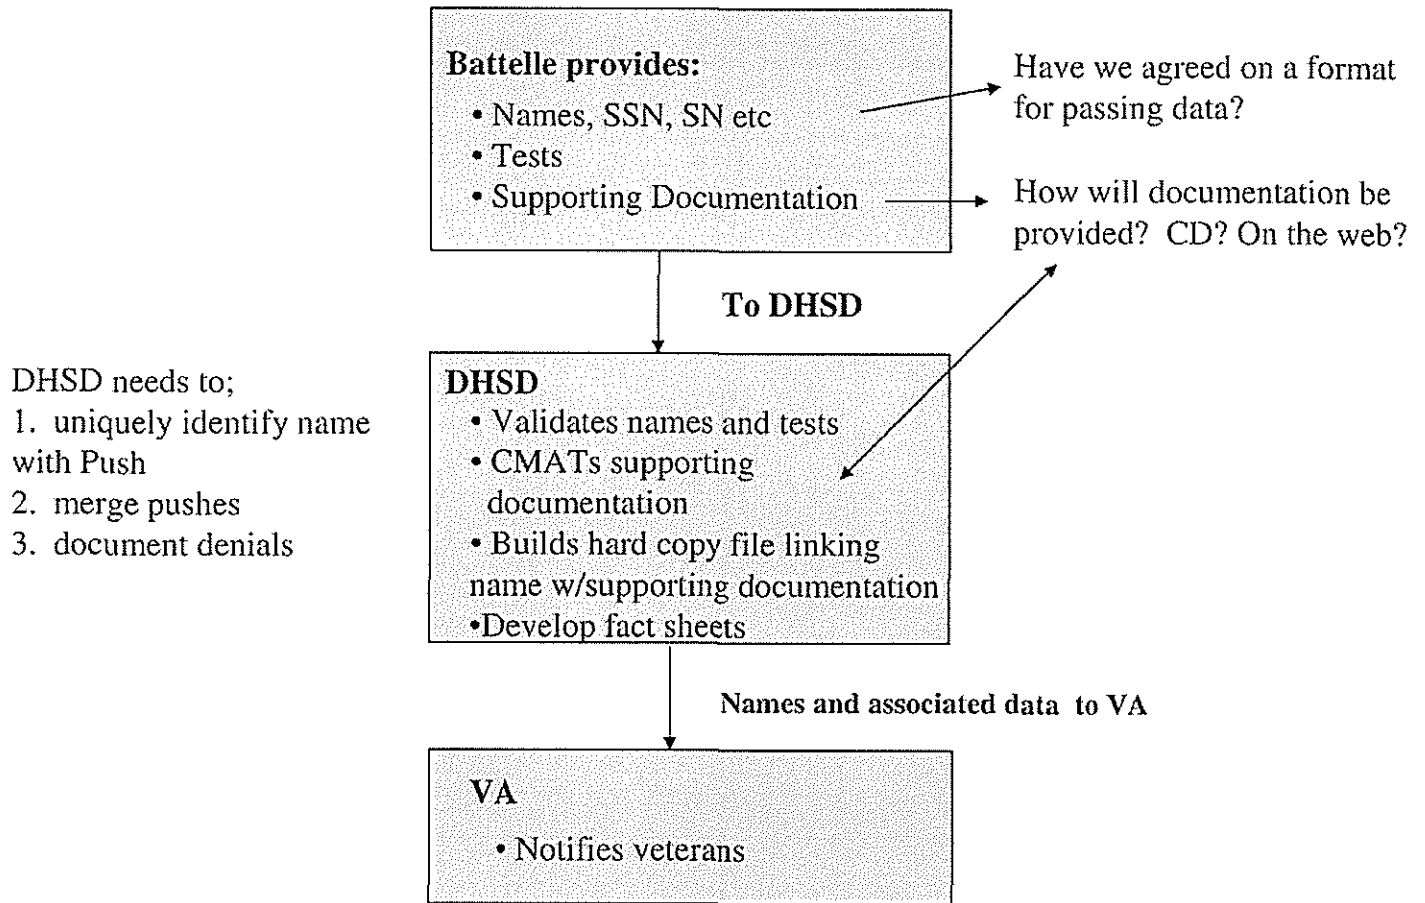 Battelle provides:
• Names, SSN, SN etc
• Tests
• Supporting Documentation
Have we agreed on a format
for passing data?
How will documentation be
provided?  CD? On the web?
To DHSD
DHSD needs to;
1.  uniquely identify name
with Push
2.  merge pushes
3.  document denials
DHSD
• Validates names and tests
• CMATs supporting
documentation
• Builds hard copy file linking
name w/supporting documentation
•Develop fact sheets
Names and associated data  to VA
VA
• Notifies veterans